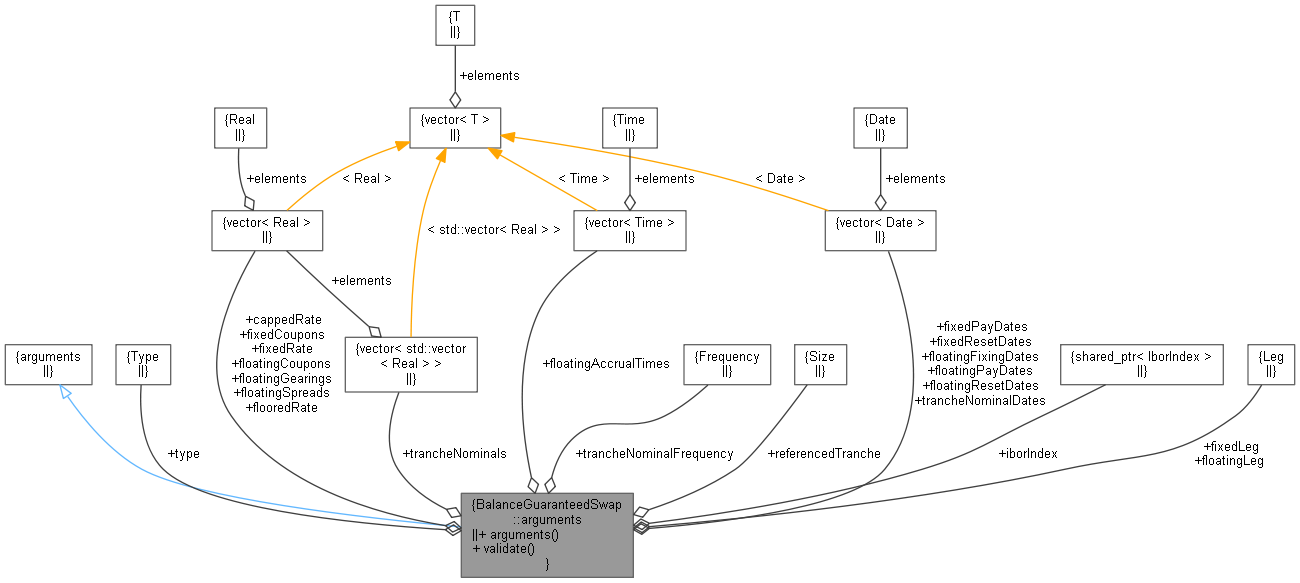 {T
||}
+elements
{Real
||}
{vector< T >
||}
{Time
||}
{Date
||}
+elements
< Real >
< Time >
+elements
< Date >
+elements
{vector< Real >
||}
< std::vector< Real > >
{vector< Time >
||}
{vector< Date >
||}
+elements
+cappedRate
+fixedCoupons
+fixedRate
+floatingCoupons
+floatingGearings
+floatingSpreads
+flooredRate
+fixedPayDates
+fixedResetDates
+floatingFixingDates
+floatingPayDates
+floatingResetDates
+trancheNominalDates
{arguments
||}
{Type
||}
{vector< std::vector
< Real > >
||}
+floatingAccrualTimes
{Frequency
||}
{Size
||}
{shared_ptr< IborIndex >
||}
{Leg
||}
+type
+trancheNominals
+trancheNominalFrequency
+referencedTranche
+iborIndex
+fixedLeg
+floatingLeg
{BalanceGuaranteedSwap
::arguments
||+ arguments()
+ validate()
}